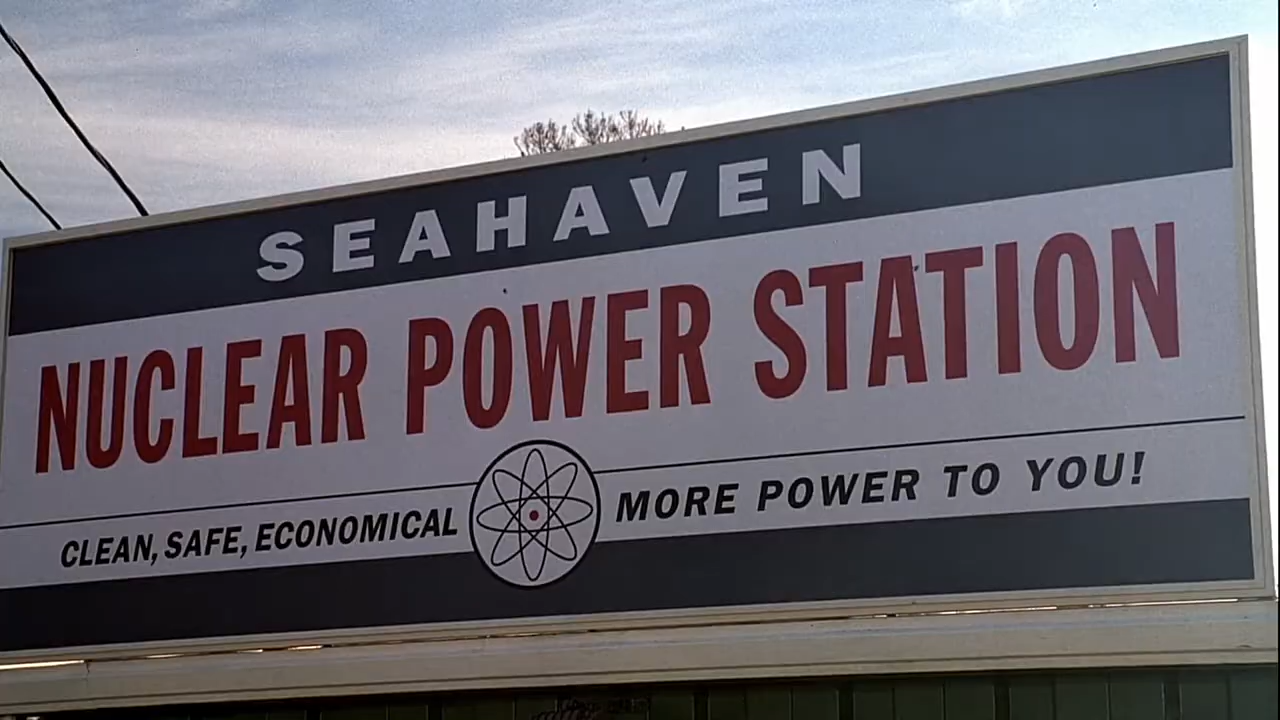 SEAHAVEN
NUCLEAR POWER STATION
CLEAN, SAFE, ECONOMICAL MORE POWER TO YOU!